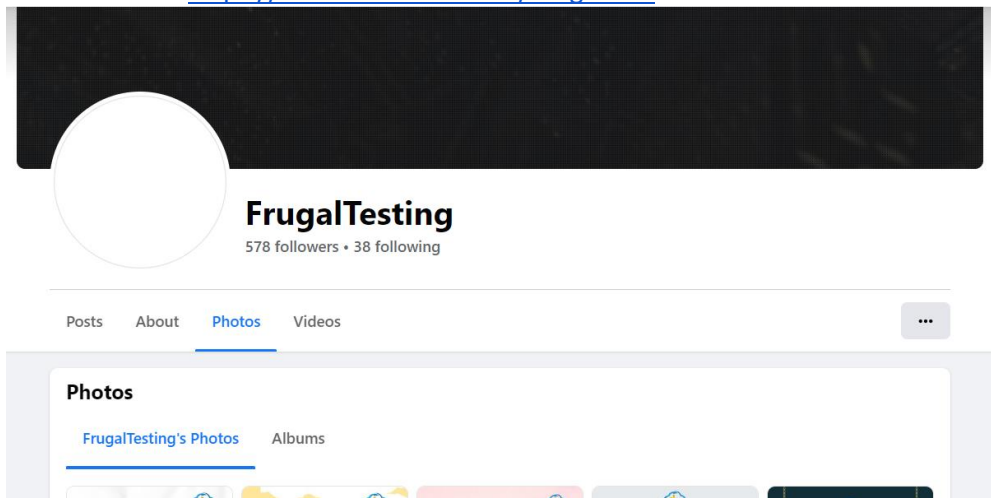 FrugalTesting
578 followers • 38 following
Posts About Photos Videos
Photos
FrugalTesting's Photos Albums